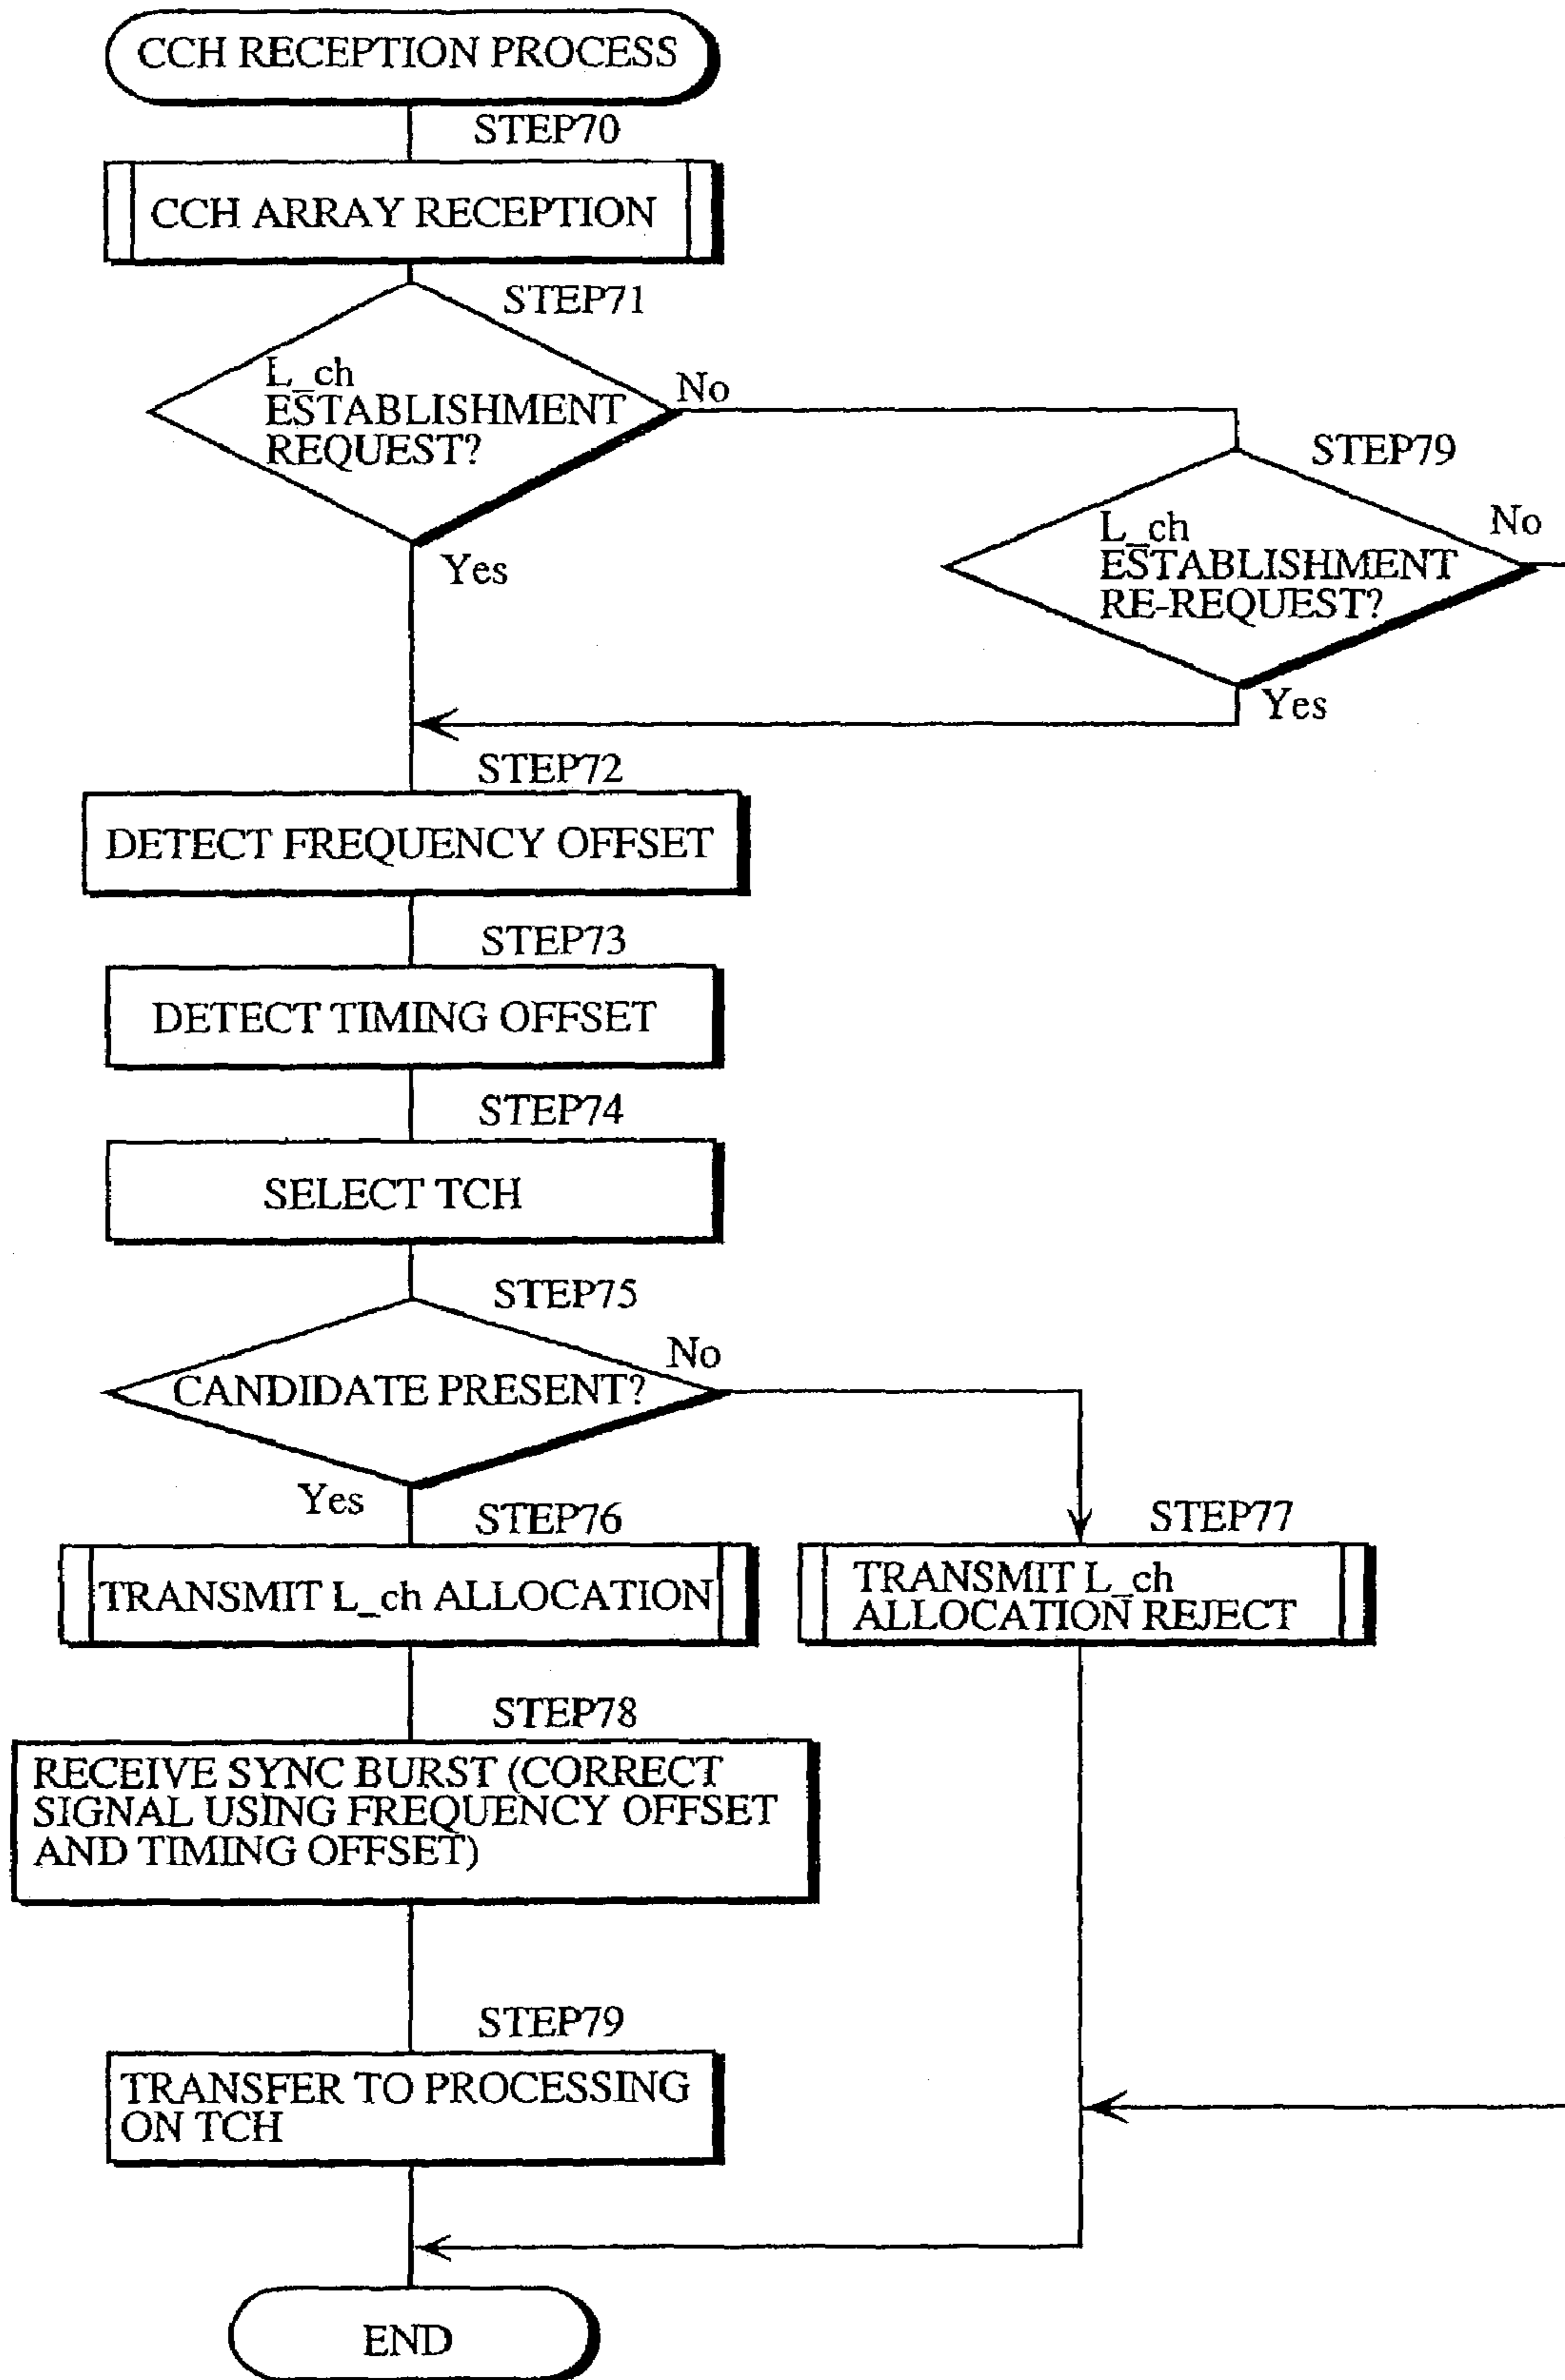 CCH RECEPTION PROCESS
STEP70
CCH ARRAY RECEPTION
STEP71
L_ch
ESTABLISHMENT
REQUEST?
No
Yes
STEP79
L_ch
ESTABLISHMENT
RE-REQUEST?
No
Yes
STEP72
DETECT FREQUENCY OFFSET
STEP73
DETECT TIMING OFFSET
STEP74
SELECT TCH
STEP75
CANDIDATE PRESENT?
No
Yes
STEP76
TRANSMIT L_ch ALLOCATION
STEP77
TRANSMIT L_ch
ALLOCATION REJECT
STEP78
RECEIVE SYNC BURST (CORRECT
SIGNAL USING FREQUENCY OFFSET
AND TIMING OFFSET)
STEP79
TRANSFER TO PROCESSING
ON TCH
END